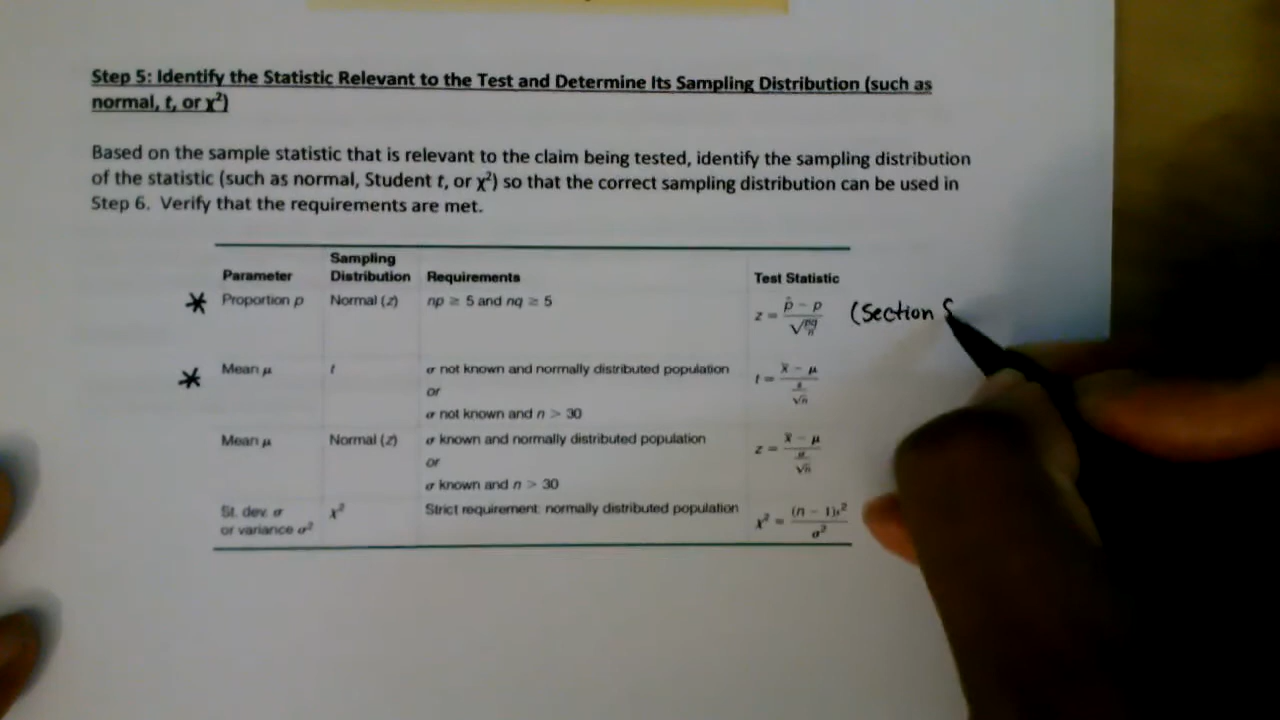 Step 5: Identify the Statistic Relevant to the Test and Determine Its Sampling Distribution (such as
normal, t, or χ²)
Based on the sample statistic that is relevant to the claim being tested, identify the sampling distribution
of the statistic (such as normal, Student t, or χ²) so that the correct sampling distribution can be used in
Step 6. Verify that the requirements are met.
Parameter Sampling Distribution Requirements Test Statistic
* Proportion p Normal (z) np ≥ 5 and nq ≥ 5 z = (p̂ − p) / √(pq/n) (Section
* Mean μ t σ not known and normally distributed population t = (x̄ − μ) / (s/√n)
or
σ not known and n > 30
Mean μ Normal (z) σ known and normally distributed population z = (x̄ − μ) / (σ/√n)
or
σ known and n > 30
St. dev. σ χ² Strict requirement: normally distributed population χ² = (n − 1)s² / σ²
or variance σ²